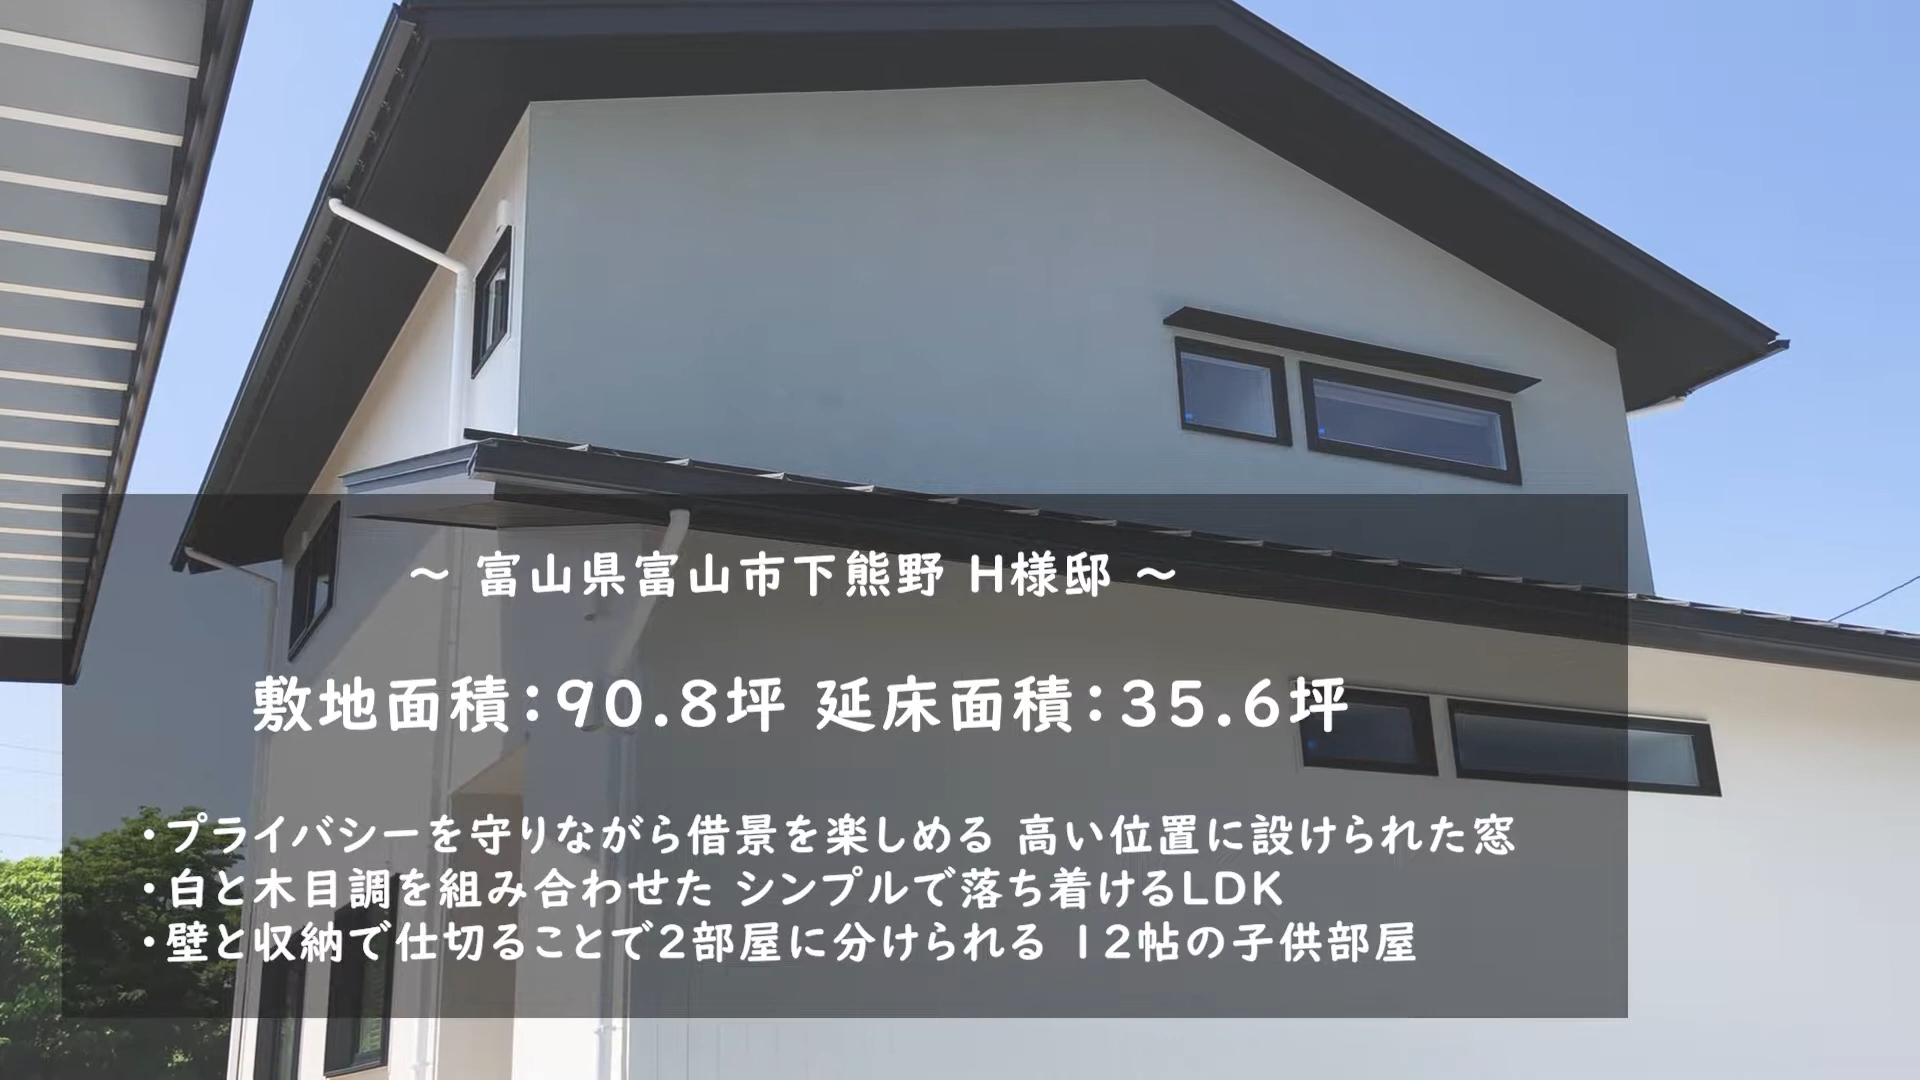 ～ 富山県富山市下熊野 H様邸 ～
敷地面積：90.8坪 延床面積：35.6坪
・プライバシーを守りながら借景を楽しめる 高い位置に設けられた窓
・白と木目調を組み合わせた シンプルで落ち着けるLDK
・壁と収納で仕切ることで2部屋に分けられる 12帖の子供部屋